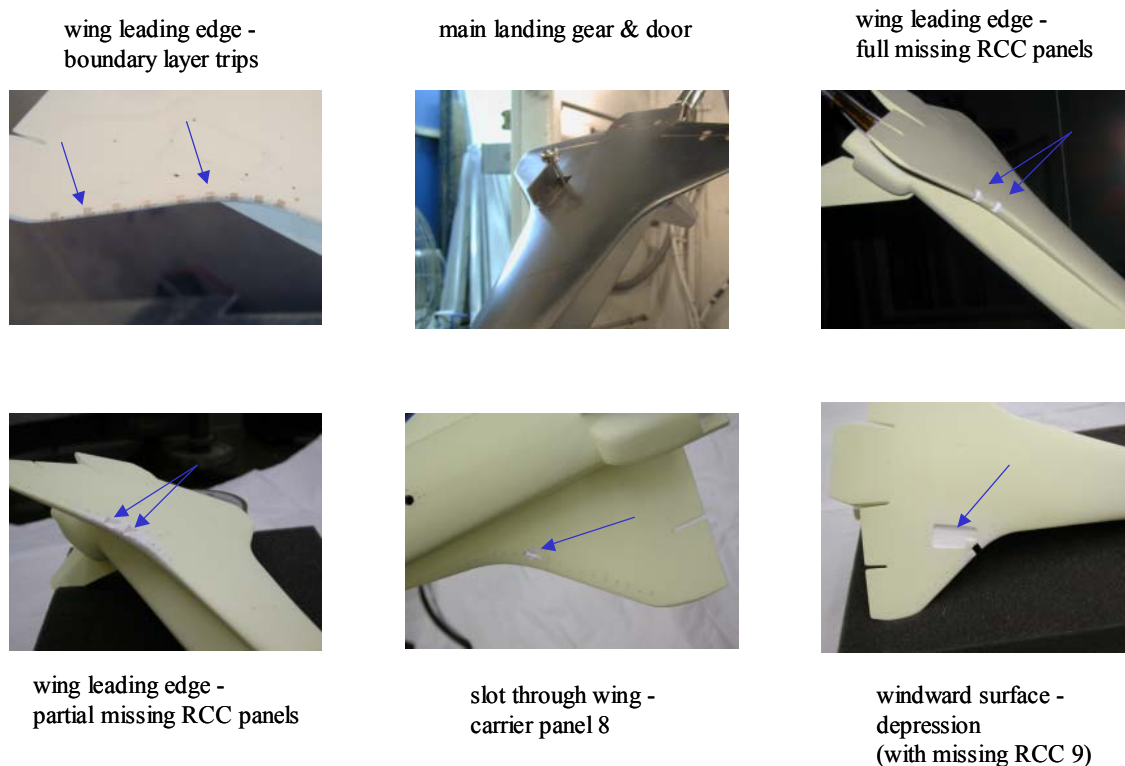 wing leading edge -
boundary layer trips
main landing gear & door
wing leading edge -
full missing RCC panels
wing leading edge -
partial missing RCC panels
slot through wing -
carrier panel 8
windward surface -
depression
(with missing RCC 9)